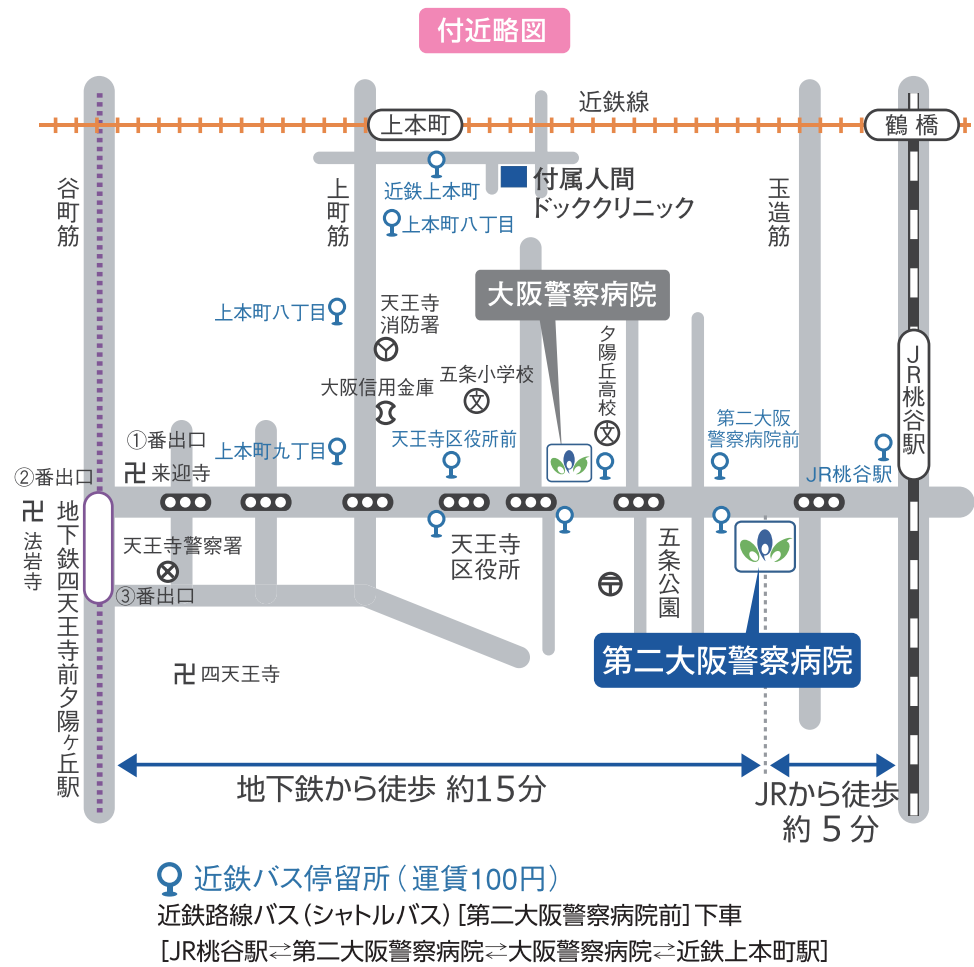 付近略図
近鉄線
上本町
鶴橋
谷町筋
上町筋
玉造筋
近鉄上本町
付属人間
ドッククリニック
上本町八丁目
大阪警察病院
上本町八丁目
天王寺
消防署
夕陽丘高校
JR桃谷駅
大阪信用金庫
五条小学校
文
文
①番出口
上本町九丁目
天王寺区役所前
第二大阪
警察病院前
②番出口
卍 来迎寺
JR桃谷駅
卍 法岩寺
地下鉄四天王寺前夕陽ヶ丘駅
天王寺警察署
天王寺
区役所
五条公園
〒
③番出口
第二大阪警察病院
卍 四天王寺
地下鉄から徒歩 約15分
JRから徒歩
約 5 分
近鉄バス停留所（運賃100円）
近鉄路線バス（シャトルバス）[第二大阪警察病院前]下車
[JR桃谷駅⇄第二大阪警察病院⇄大阪警察病院⇄近鉄上本町駅]